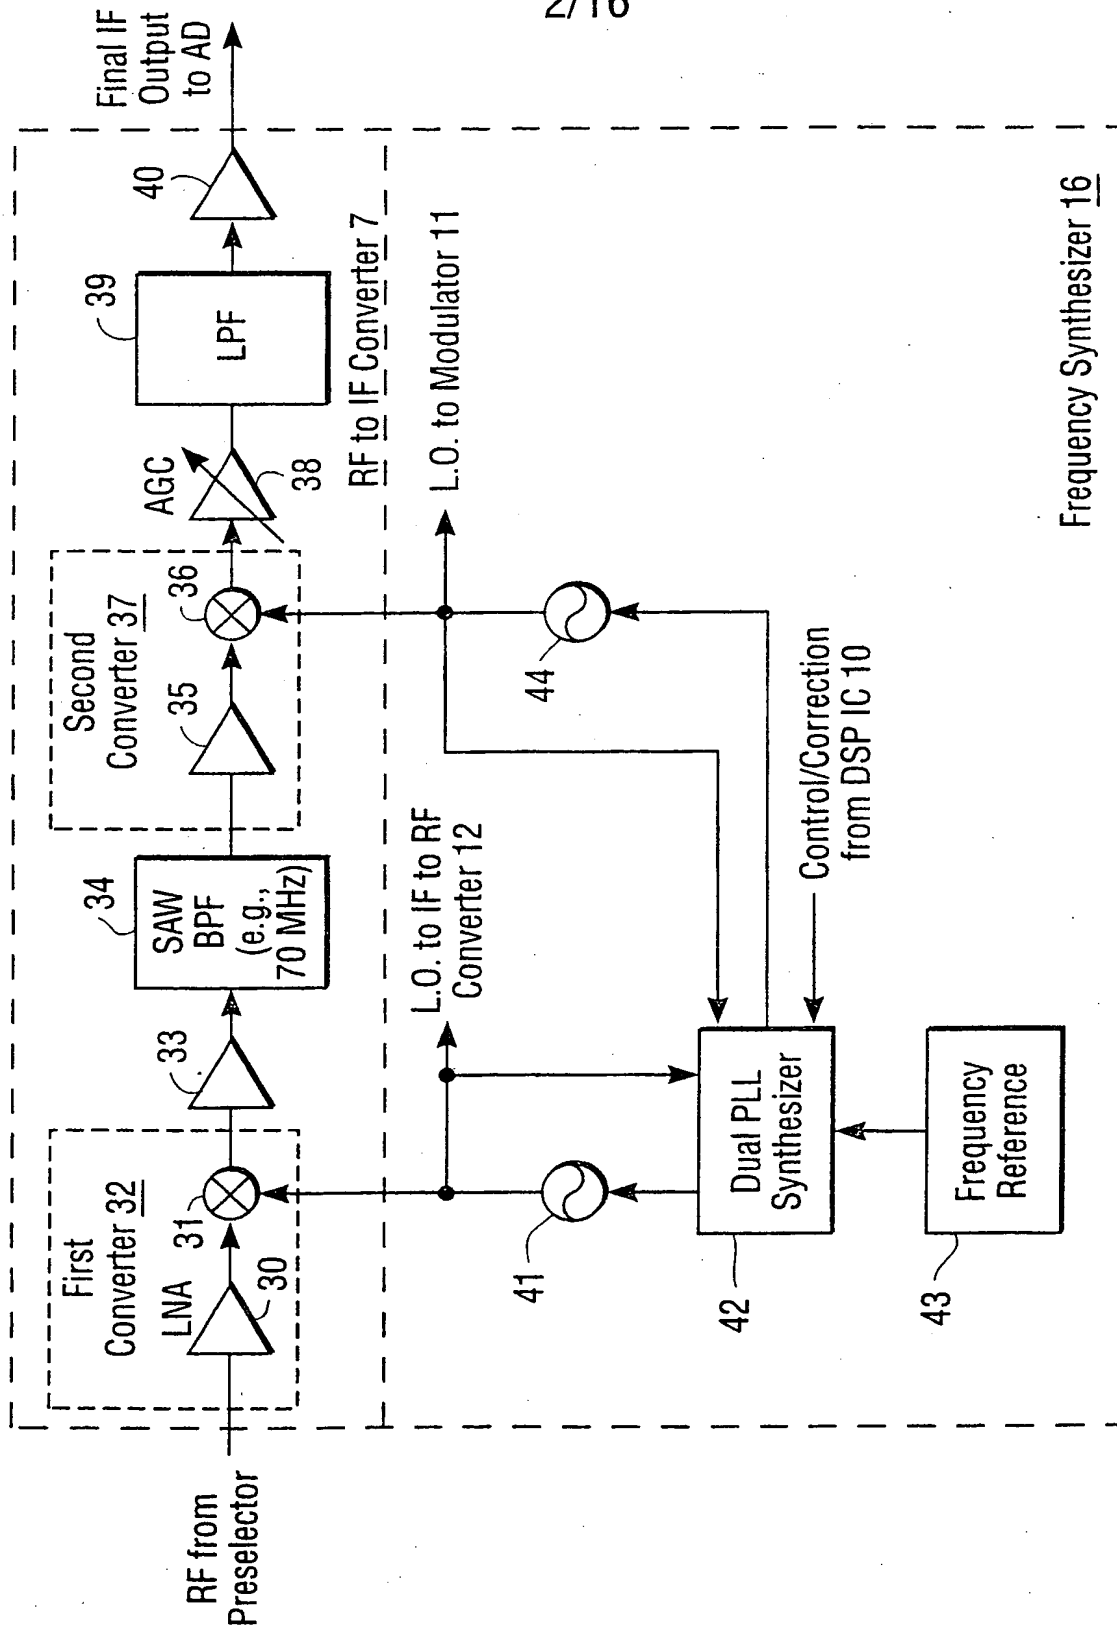 2/16
RF from
Preselector
First
Converter 32
LNA
30
31
33
34
SAW
BPF
(e.g.,
70 MHz)
Second
Converter 37
35
36
AGC
38
39
LPF
40
Final IF
Output
to AD
RF to IF Converter 7
L.O. to IF to RF
Converter 12
L.O. to Modulator 11
41
44
42
Dual PLL
Synthesizer
Control/Correction
from DSP IC 10
43
Frequency
Reference
Frequency Synthesizer 16